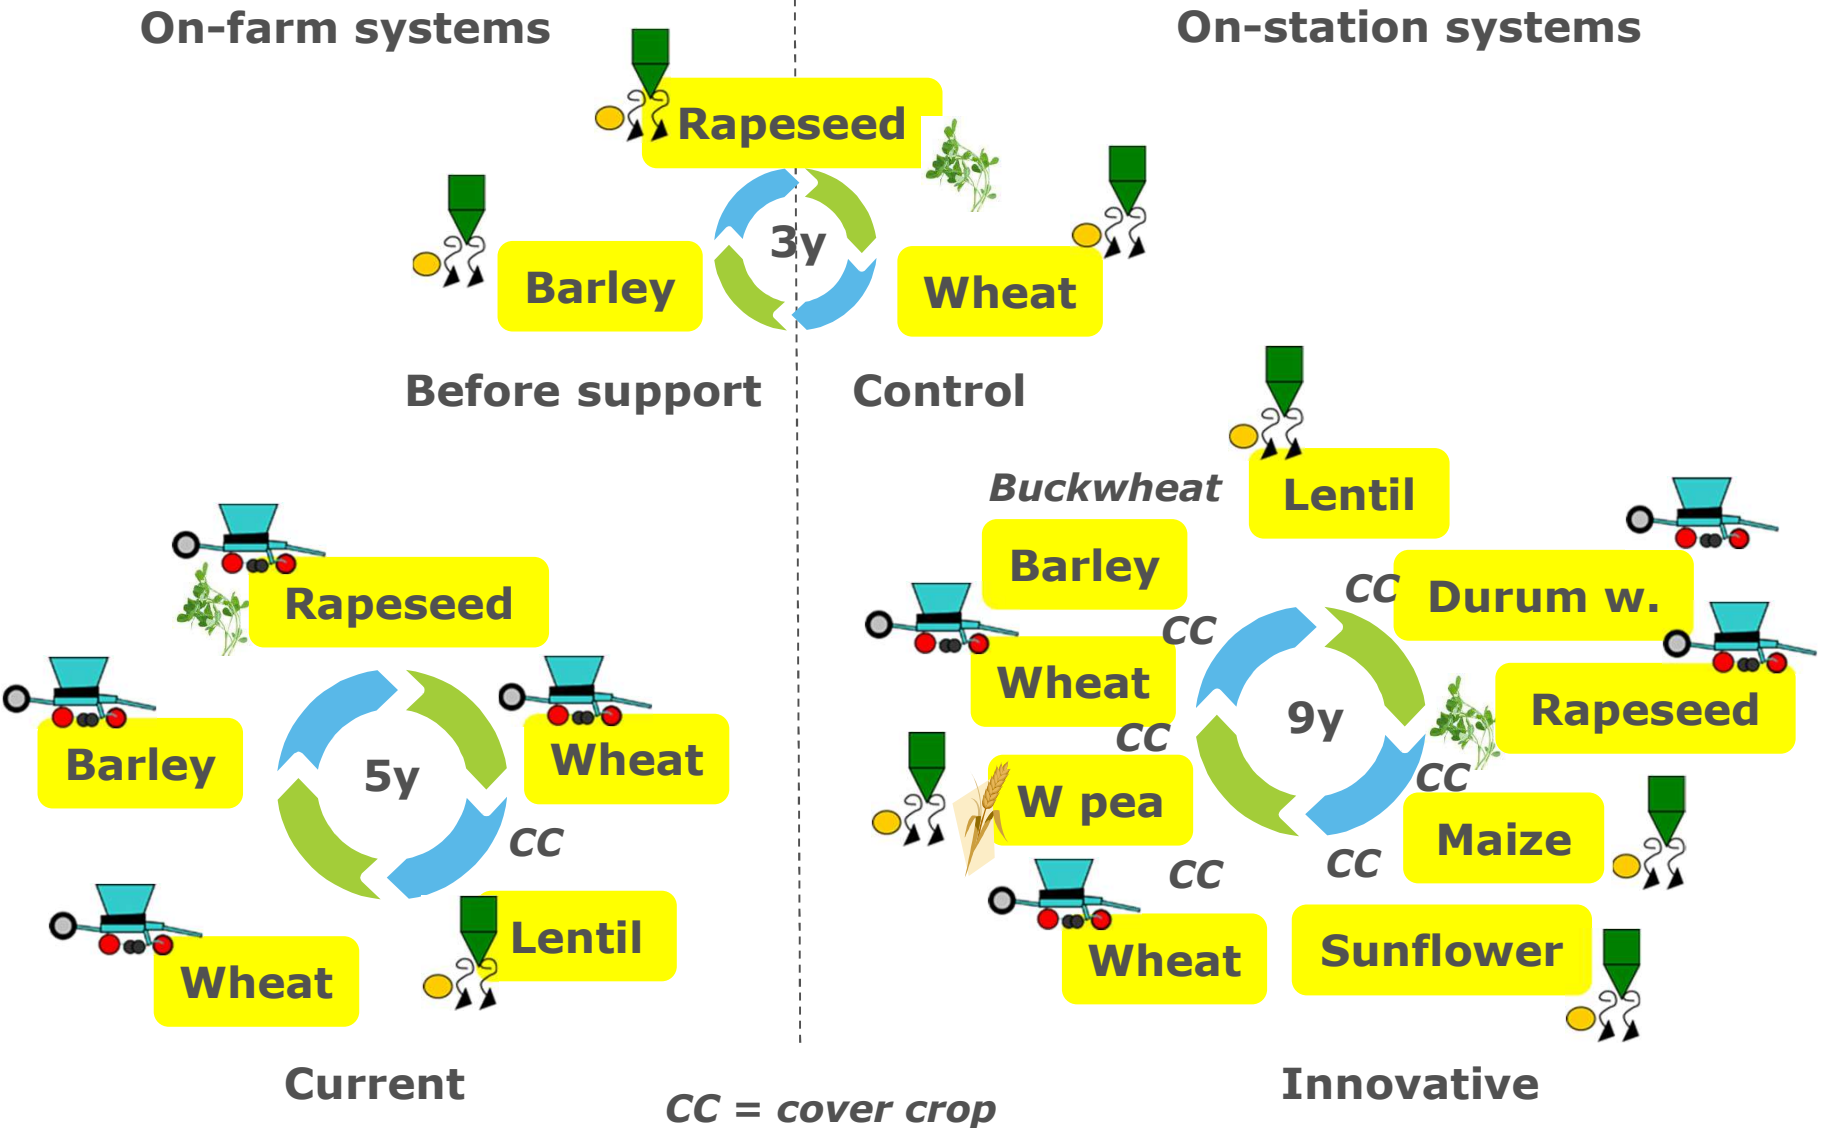 On-farm systems
On-station systems
Rapeseed
3y
Barley
Wheat
Before support
Control
Rapeseed
Barley
5y
Wheat
CC
Lentil
Wheat
Current
Buckwheat
Lentil
Barley
CC
Durum w.
CC
Wheat
9y
Rapeseed
CC
CC
W pea
Maize
CC
CC
Wheat
Sunflower
Innovative
CC = cover crop